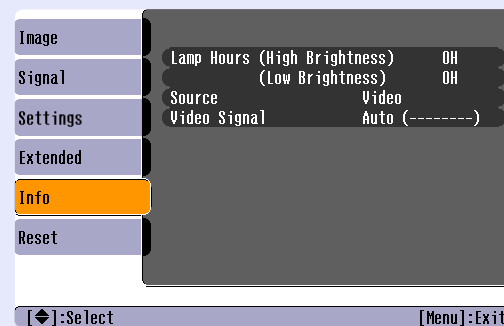 Image
Signal
Settings
Extended
Info
Reset
Lamp Hours (High Brightness) 0H
(Low Brightness) 0H
Source Video
Video Signal Auto (--------)
[◆]:Select [Menu]:Exit